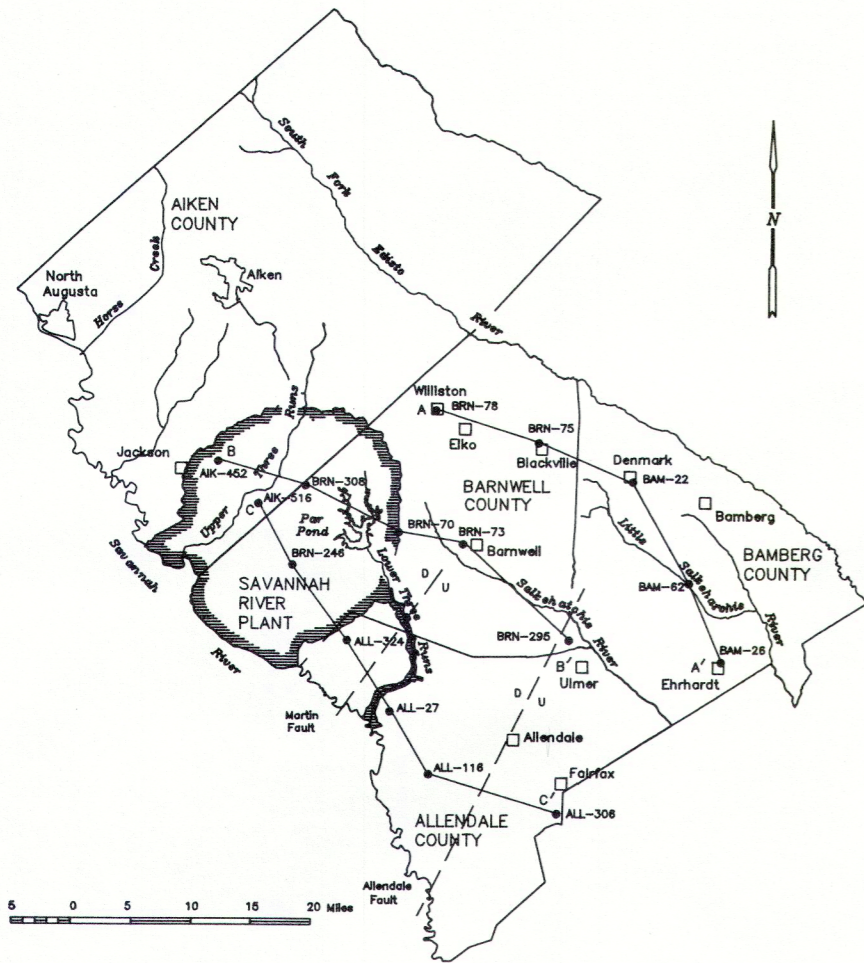 South
Fork
Edisto
River
AIKEN
COUNTY
Horse
Creek
Aiken
North
Augusta
N
Williston
A
BRN-78
Elko
BRN-75
Blackville
Denmark
BAM-22
Bamberg
BARNWELL
COUNTY
BAMBERG
COUNTY
Jackson
B
AIK-452
Upper
Three
Runs
BRN-308
AIK-516
C
Par
Pond
BRN-70
BRN-73
Barnwell
BRN-246
Savannah
River
SAVANNAH
RIVER
PLANT
Lower Three
Runs
D
U
Little
Salkehatchie
River
BAM-62
Salkehatchie
River
BRN-295
B'
Ulmer
BAM-26
A'
Ehrhardt
ALL-324
Martin
Fault
ALL-27
D
U
Allendale
ALL-116
Fairfax
C'
ALL-306
ALLENDALE
COUNTY
Allendale
Fault
5 0 5 10 15 20 Miles